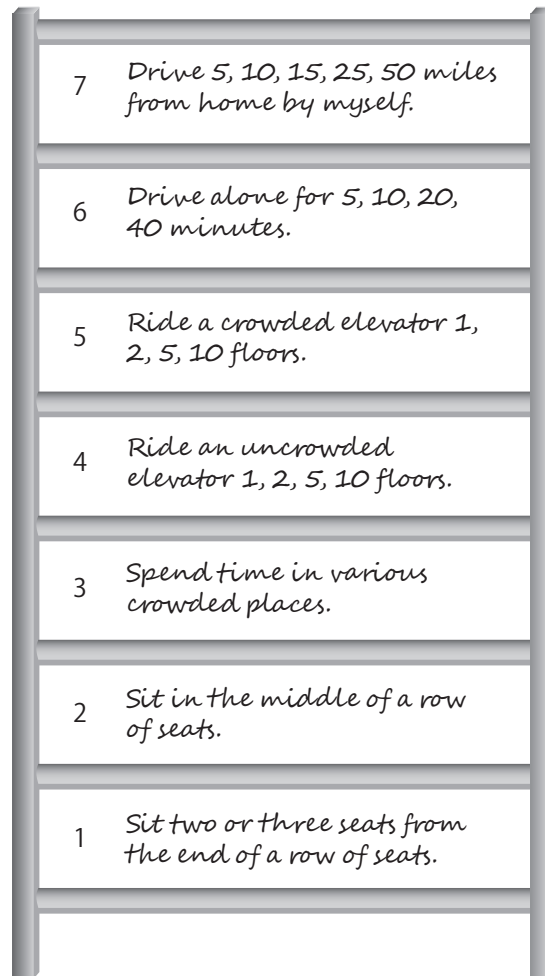 7 Drive 5, 10, 15, 25, 50 miles
from home by myself.
6 Drive alone for 5, 10, 20,
40 minutes.
5 Ride a crowded elevator 1,
2, 5, 10 floors.
4 Ride an uncrowded
elevator 1, 2, 5, 10 floors.
3 Spend time in various
crowded places.
2 Sit in the middle of a row
of seats.
1 Sit two or three seats from
the end of a row of seats.